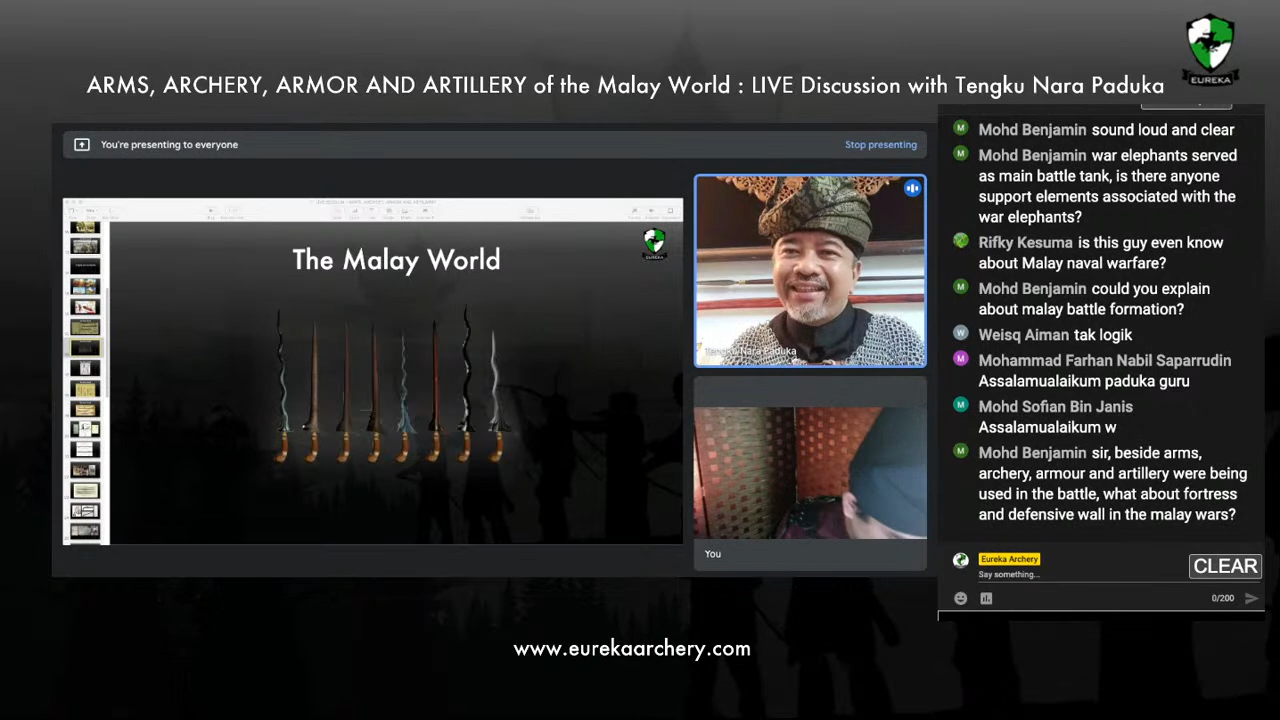 EUREKA
ARMS, ARCHERY, ARMOR AND ARTILLERY of the Malay World : LIVE Discussion with Tengku Nara Paduka
You're presenting to everyone
Stop presenting
The Malay World
EUREKA
Tengku Nara Paduka
You
Mohd Benjamin sound loud and clear
Mohd Benjamin war elephants served
as main battle tank, is there anyone
support elements associated with the
war elephants?
Rifky Kesuma is this guy even know
about Malay naval warfare?
Mohd Benjamin could you explain
about malay battle formation?
Weisq Aiman tak logik
Mohammad Farhan Nabil Saparrudin
Assalamualaikum paduka guru
Mohd Sofian Bin Janis
Assalamualaikum w
Mohd Benjamin sir, beside arms,
archery, armour and artillery were being
used in the battle, what about fortress
and defensive wall in the malay wars?
Eureka Archery
Say something...
CLEAR
0/200
www.eurekaarchery.com